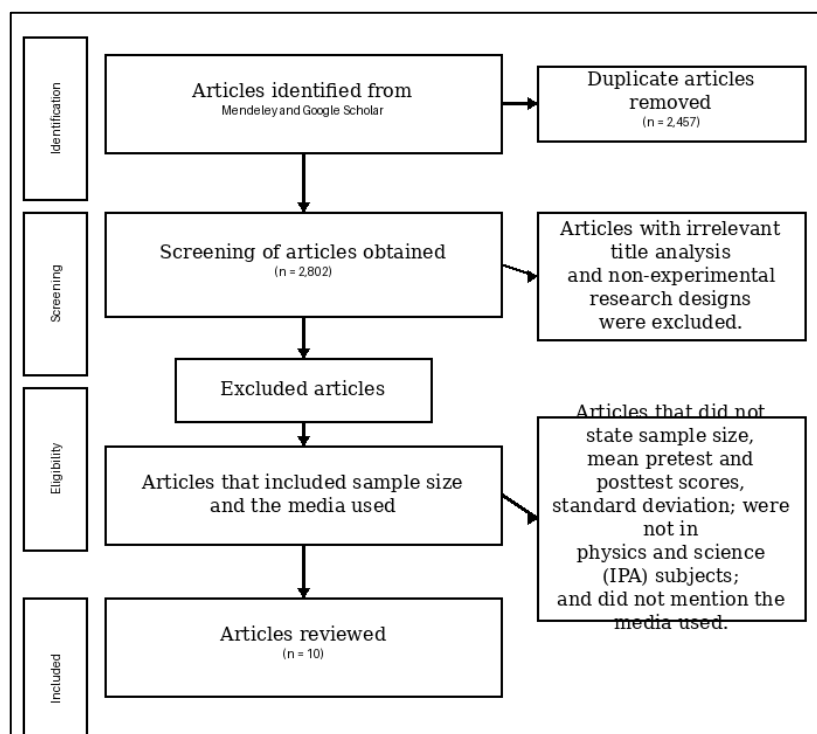 Identification
Articles identified from
Mendeley and Google Scholar
Duplicate articles
removed
(n = 2,457)
Screening
Screening of articles obtained
(n = 2,802)
Articles with irrelevant
title analysis
and non-experimental
research designs
were excluded.
Excluded articles
Eligibility
Articles that included sample size
and the media used
Articles that did not
state sample size,
mean pretest and
posttest scores,
standard deviation; were
not in
physics and science
(IPA) subjects;
and did not mention the
media used.
Included
Articles reviewed
(n = 10)